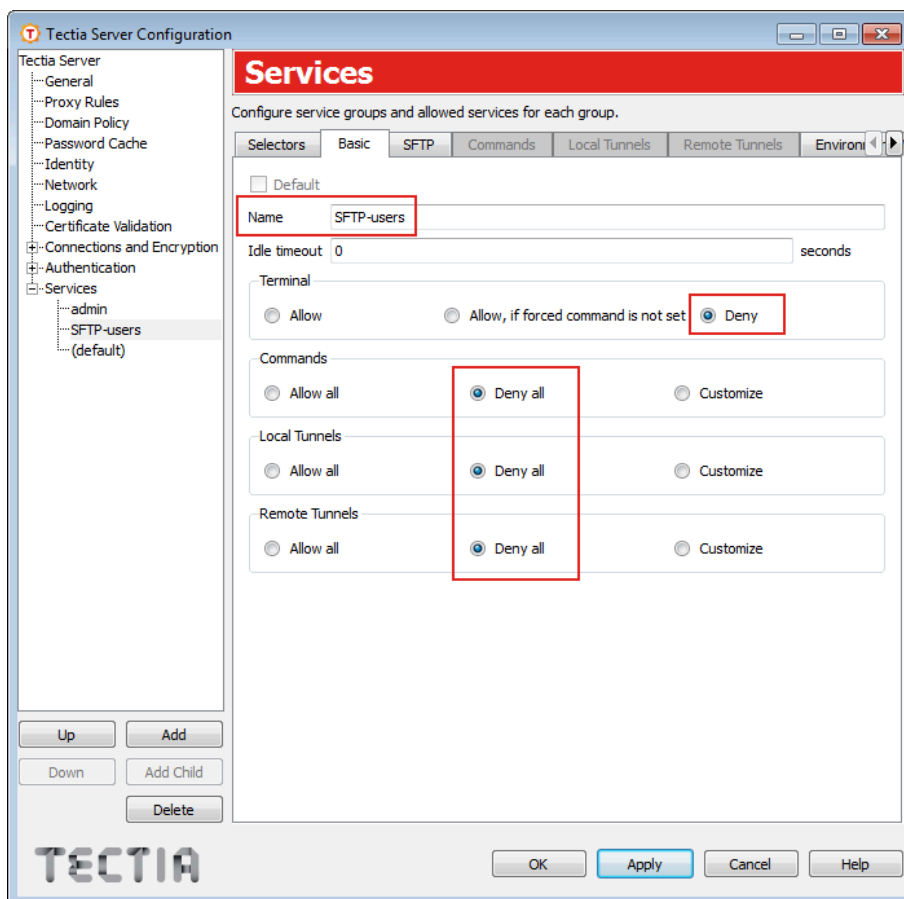 Tectia Server Configuration
Tectia Server
General
Proxy Rules
Domain Policy
Password Cache
Identity
Network
Logging
Certificate Validation
Connections and Encryption
Authentication
Services
admin
SFTP-users
(default)
Up Add
Down Add Child
Delete
Services
Configure service groups and allowed services for each group.
Selectors Basic SFTP Commands Local Tunnels Remote Tunnels Environ
Default
Name SFTP-users
Idle timeout 0 seconds
Terminal
Allow Allow, if forced command is not set Deny
Commands
Allow all Deny all Customize
Local Tunnels
Allow all Deny all Customize
Remote Tunnels
Allow all Deny all Customize
TECTIA
OK Apply Cancel Help